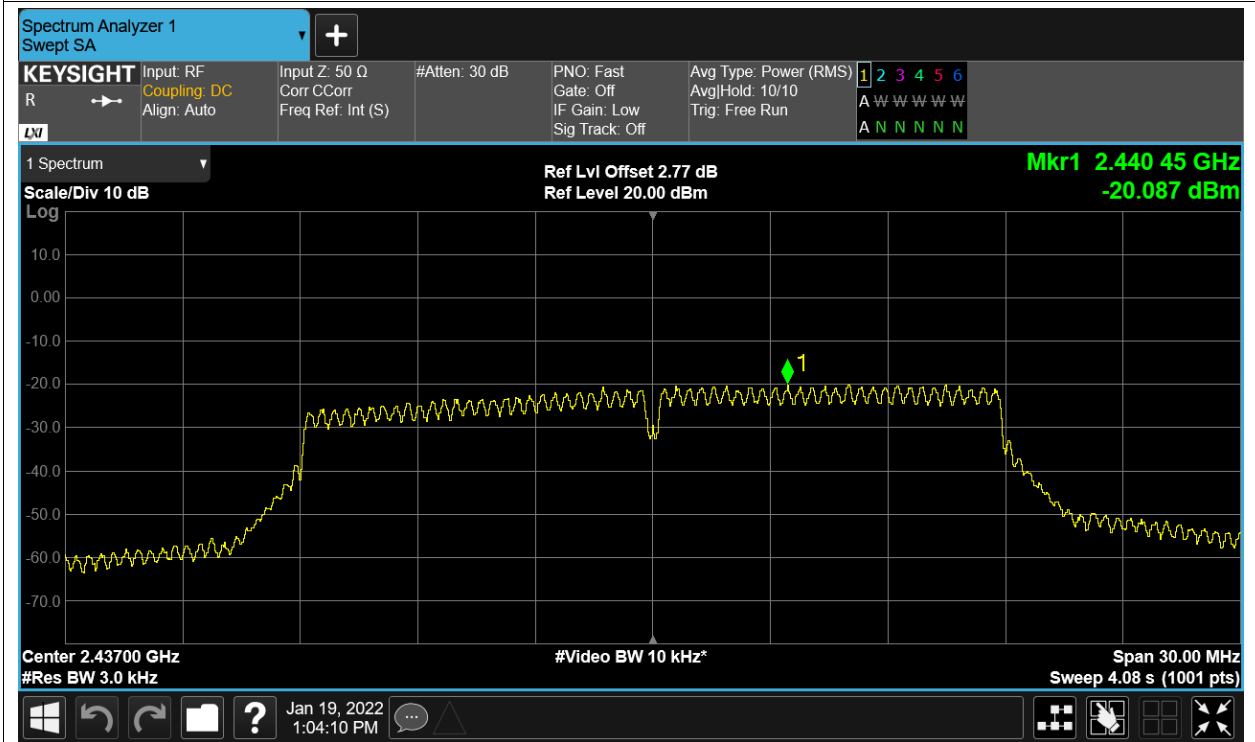 Spectrum Analyzer 1
Swept SA
+
KEYSIGHT Input: RF Input Z: 50 Ω #Atten: 30 dB PNO: Fast Avg Type: Power (RMS) 1 2 3 4 5 6
R Coupling: DC Corr CCorr Gate: Off Avg|Hold: 10/10 A W W W W W
Align: Auto Freq Ref: Int (S) IF Gain: Low Trig: Free Run
LXI Sig Track: Off A N N N N N
1 Spectrum Ref Lvl Offset 2.77 dB Mkr1 2.440 45 GHz
Scale/Div 10 dB Ref Level 20.00 dBm -20.087 dBm
Log
10.0
0.00
-10.0
1
-20.0
-30.0
-40.0
-50.0
-60.0
-70.0
Center 2.43700 GHz #Video BW 10 kHz* Span 30.00 MHz
#Res BW 3.0 kHz Sweep 4.08 s (1001 pts)
? Jan 19, 2022
1:04:10 PM